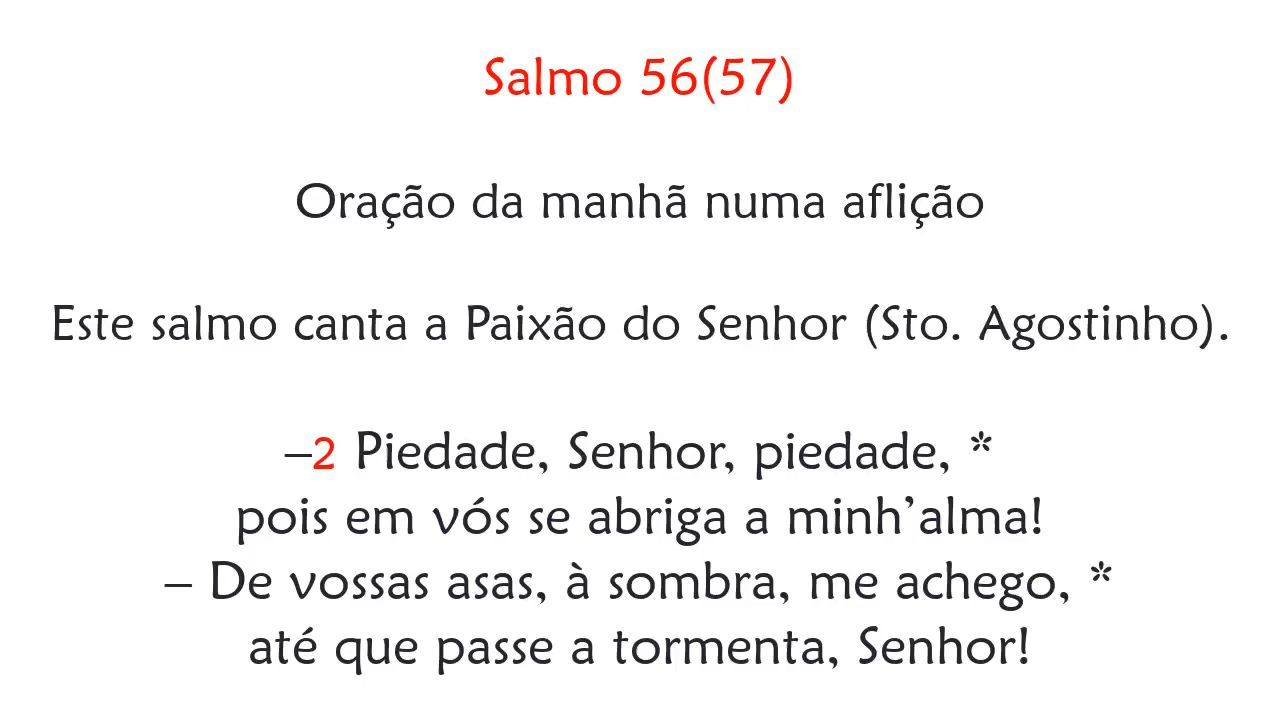 Salmo 56(57)
Oração da manhã numa aflição
Este salmo canta a Paixão do Senhor (Sto. Agostinho).
–2 Piedade, Senhor, piedade, *
pois em vós se abriga a minh’alma!
– De vossas asas, à sombra, me achego, *
até que passe a tormenta, Senhor!